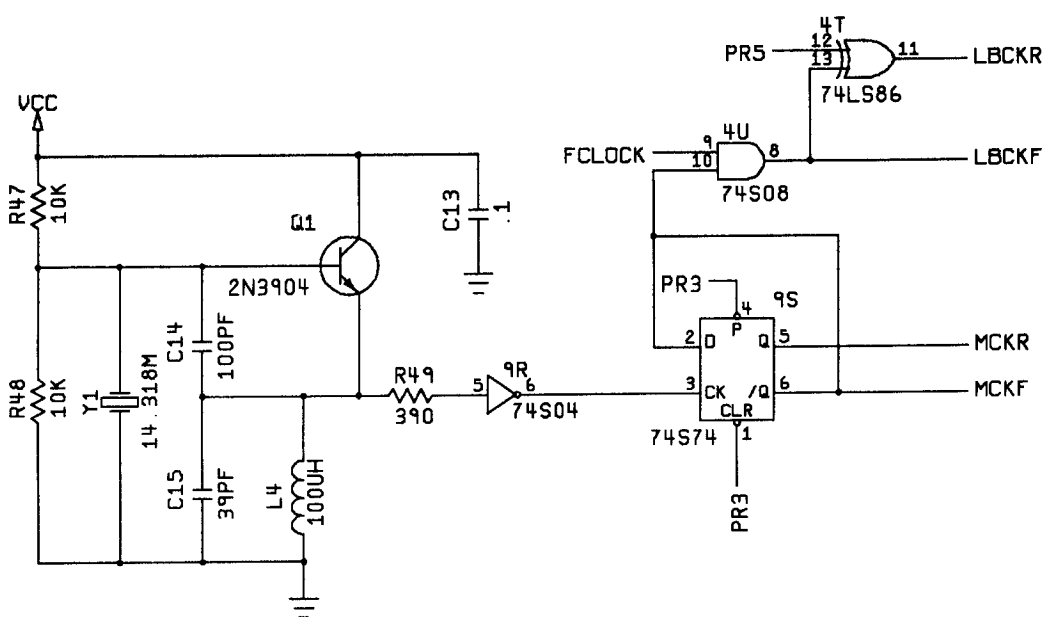 4T
12
PR5
13
11
LBCKR
74LS86
VCC
4U
FCLOCK
9
10
8
LBCKF
74S08
R47
10K
C13
.1
Q1
2N3904
PR3
4
9S
P
2
D
Q
5
MCKR
C14
100PF
R48
10K
Y1
14.318M
R49
390
5
9R
6
74S04
3
CK
/Q
6
MCKF
CLR
74S74
1
C15
39PF
L4
100UH
PR3